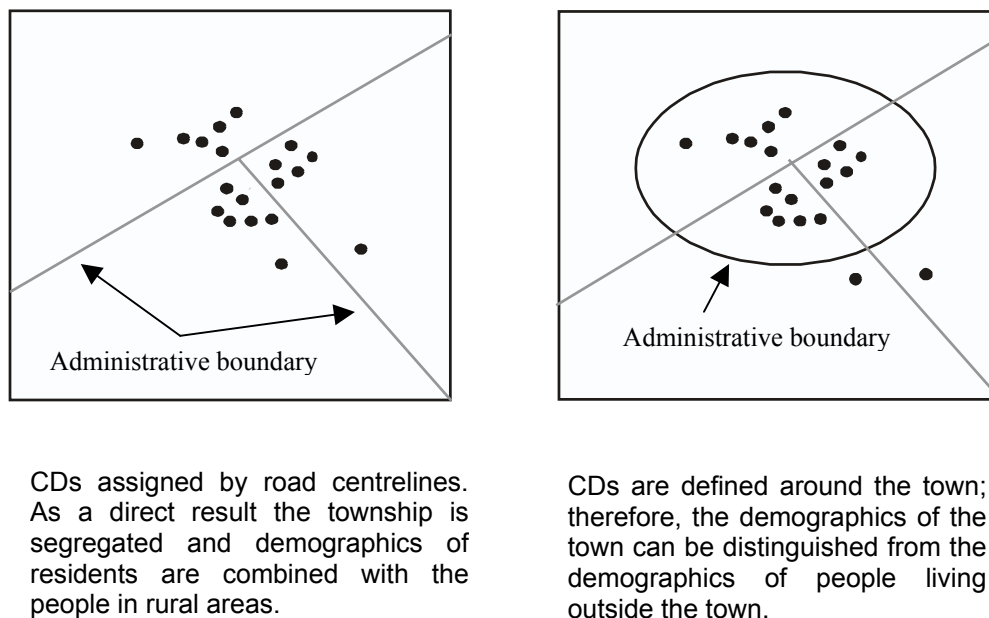 Administrative boundary
Administrative boundary
CDs assigned by road centrelines.
As a direct result the township is
segregated and demographics of
residents are combined with the
people in rural areas.
CDs are defined around the town;
therefore, the demographics of the
town can be distinguished from the
demographics of people living
outside the town.